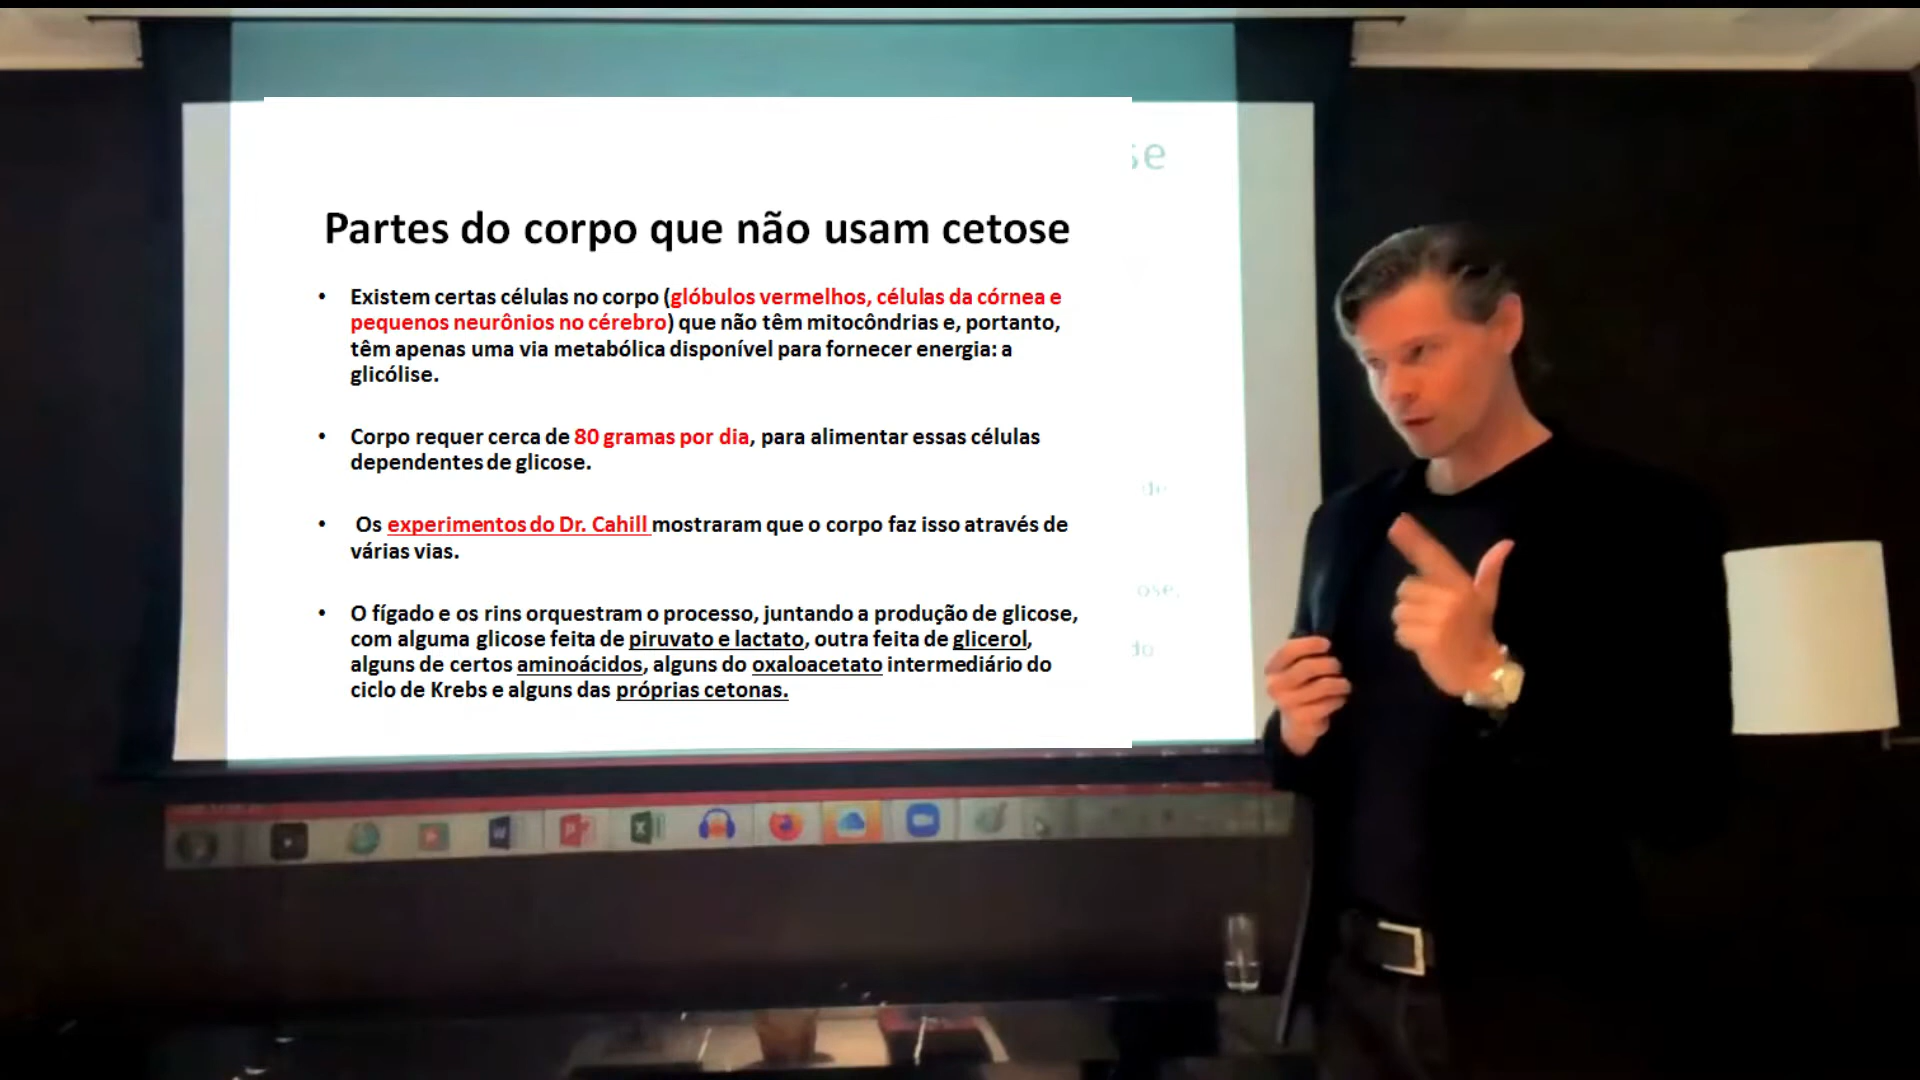 se
Partes do corpo que não usam cetose
• Existem certas células no corpo (glóbulos vermelhos, células da córnea e
pequenos neurônios no cérebro) que não têm mitocôndrias e, portanto,
têm apenas uma via metabólica disponível para fornecer energia: a
glicólise.
• Corpo requer cerca de 80 gramas por dia, para alimentar essas células
dependentes de glicose.
de
• Os experimentos do Dr. Cahill mostraram que o corpo faz isso através de
várias vias.
ose,
• O fígado e os rins orquestram o processo, juntando a produção de glicose,
com alguma glicose feita de piruvato e lactato, outra feita de glicerol,
do
alguns de certos aminoácidos, alguns do oxaloacetato intermediário do
ciclo de Krebs e alguns das próprias cetonas.